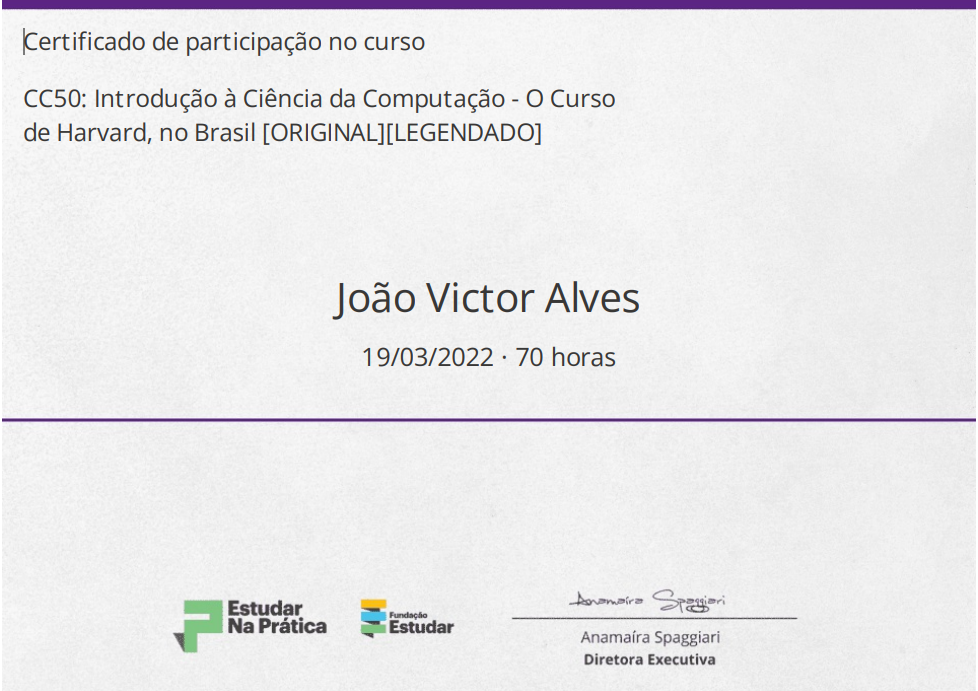 Certificado de participação no curso
CC50: Introdução à Ciência da Computação - O Curso
de Harvard, no Brasil [ORIGINAL][LEGENDADO]
João Victor Alves
19/03/2022 · 70 horas
Estudar
Na Prática
Fundação
Estudar
Anamaíra Spaggiari
Anamaíra Spaggiari
Diretora Executiva